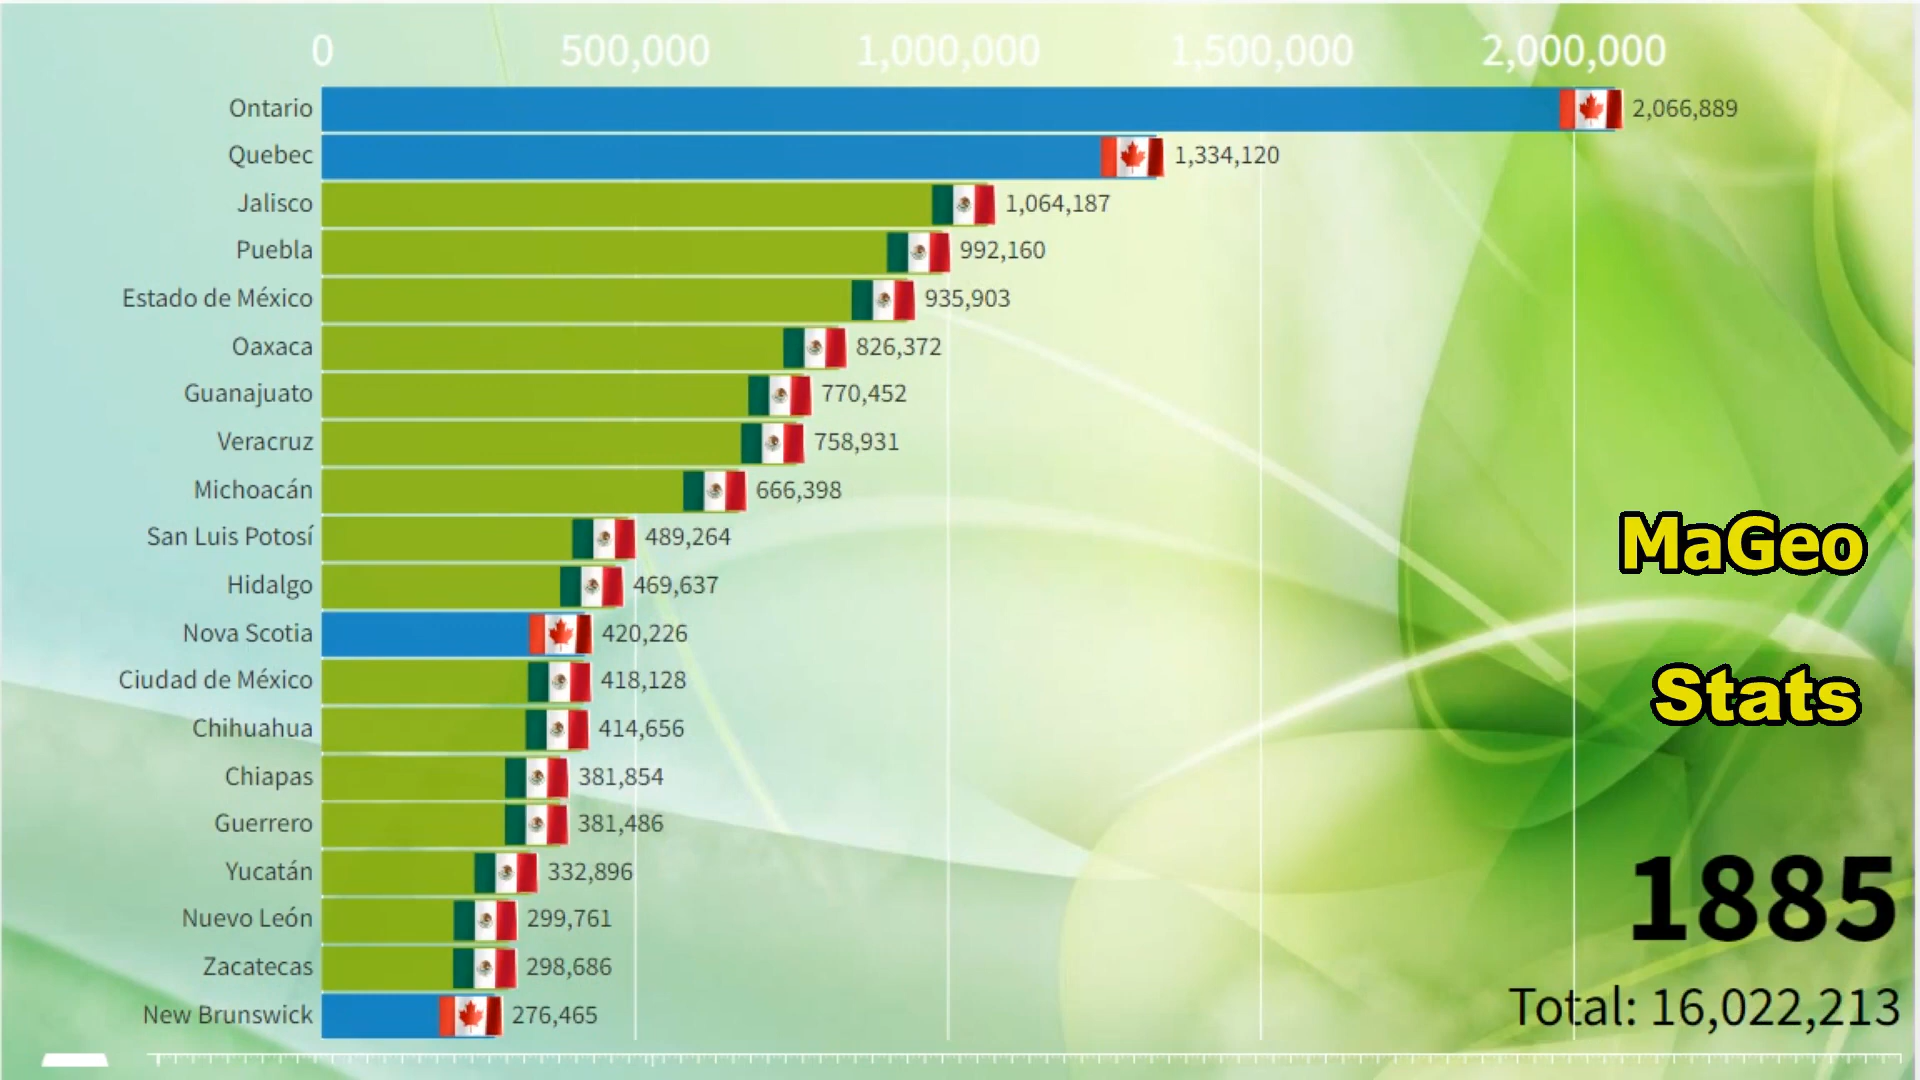 0 500,000 1,000,000 1,500,000 2,000,000
Ontario 2,066,889
Quebec 1,334,120
Jalisco 1,064,187
Puebla 992,160
Estado de México 935,903
Oaxaca 826,372
Guanajuato 770,452
Veracruz 758,931
Michoacán 666,398
San Luis Potosí 489,264
Hidalgo 469,637
Nova Scotia 420,226
Ciudad de México 418,128
Chihuahua 414,656
Chiapas 381,854
Guerrero 381,486
Yucatán 332,896
Nuevo León 299,761
Zacatecas 298,686
New Brunswick 276,465
MaGeo
Stats
1885
Total: 16,022,213